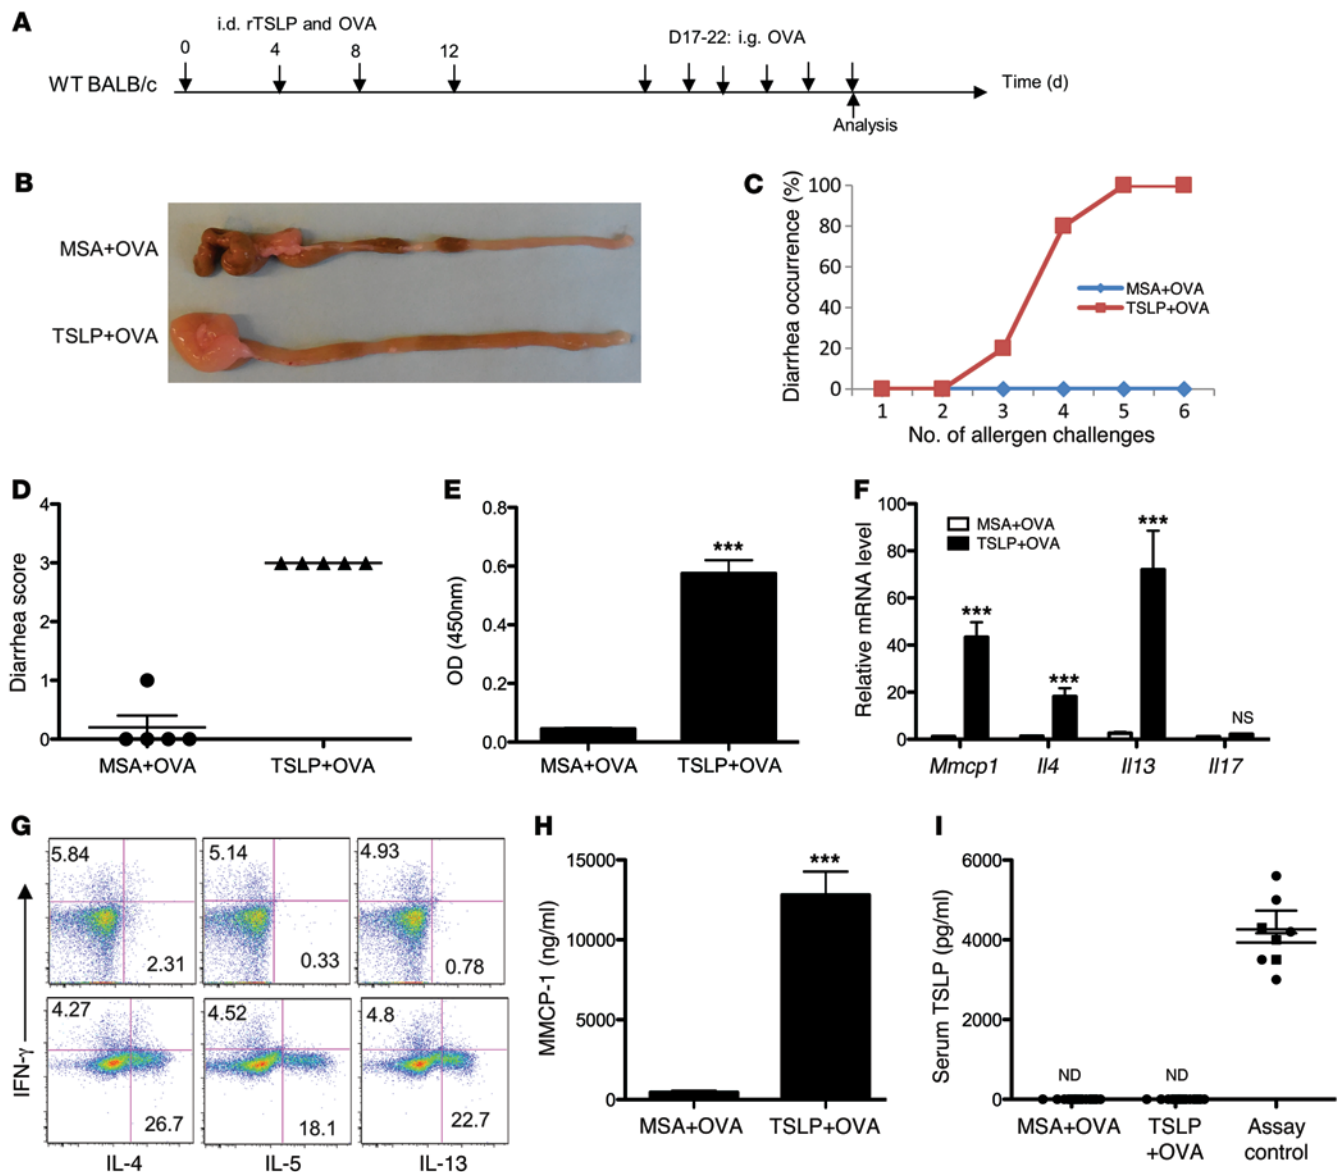 A
i.d. rTSLP and OVA
0 4 8 12
D17-22: i.g. OVA
WT BALB/c
Time (d)
Analysis
B
MSA+OVA
TSLP+OVA
C
Diarrhea occurrence (%)
100
80
60
40
20
0
MSA+OVA
TSLP+OVA
1 2 3 4 5 6
No. of allergen challenges
D
Diarrhea score
4
3
2
1
0
MSA+OVA TSLP+OVA
E
OD (450nm)
0.8
0.6
0.4
0.2
0.0
***
MSA+OVA TSLP+OVA
F
Relative mRNA level
100
80
60
40
20
0
MSA+OVA
TSLP+OVA
***
***
***
NS
Mmcp1 Il4 Il13 Il17
G
IFN-γ
5.84 5.14 4.93
2.31 0.33 0.78
4.27 4.52 4.8
26.7 18.1 22.7
IL-4 IL-5 IL-13
H
MMCP-1 (ng/ml)
15000
10000
5000
0
***
MSA+OVA TSLP+OVA
I
Serum TSLP (pg/ml)
6000
4000
2000
0
ND ND
MSA+OVA TSLP Assay
+OVA control